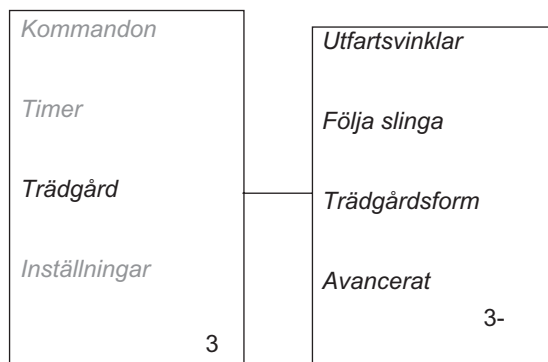 Kommandon
Timer
Trädgård
Inställningar
3
Utfartsvinklar
Följa slinga
Trädgårdsform
Avancerat
3-